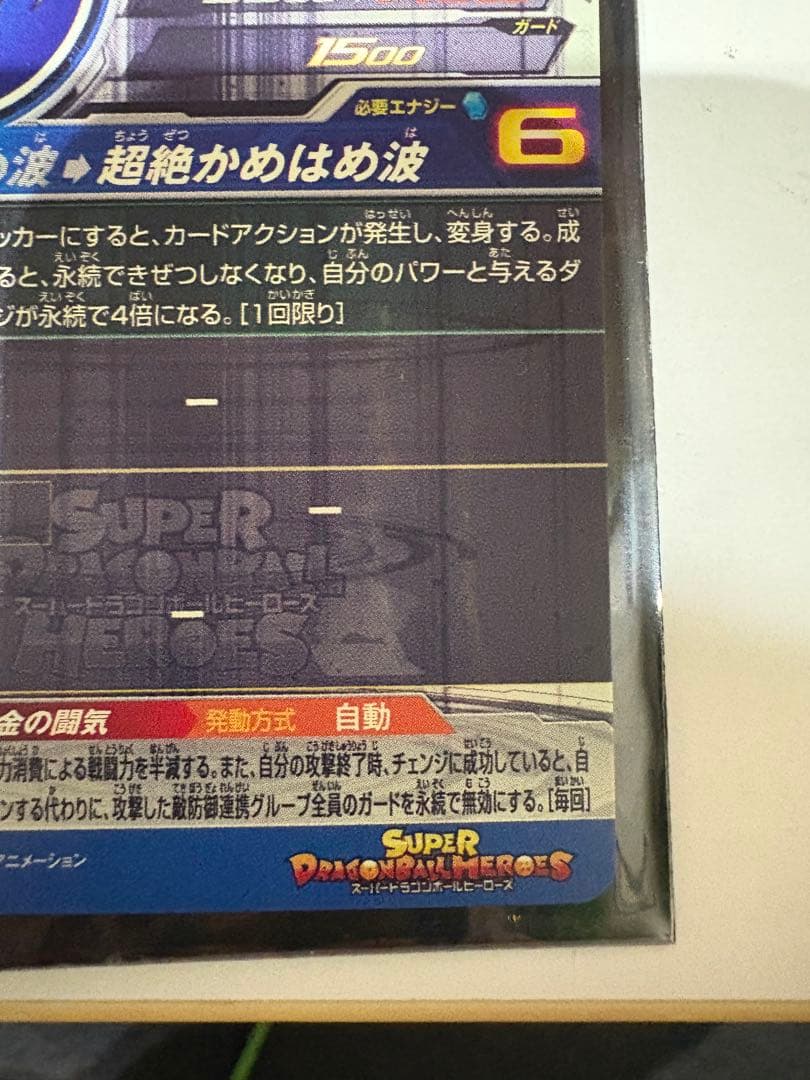 ガード
1500
必要エナジー 6
波➡超絶かめはめ波
ッカーにすると、カードアクションが発生し、変身する。成
ると、永続できぜつしなくなり、自分のパワーと与えるダ
ジが永続で4倍になる。[1回限り]
SUPER
DRAGONBALL
スーパードラゴンボールヒーローズ
HEROES
金の闘気 発動方式 自動
力消費による戦闘力を半減する。また、自分の攻撃終了時、チェンジに成功していると、自
ンする代わりに、攻撃した敵防御連携グループ全員のガードを永続で無効にする。[毎回]
アニメーション
SUPER
DRAGONBALL HEROES
スーパードラゴンボールヒーローズ